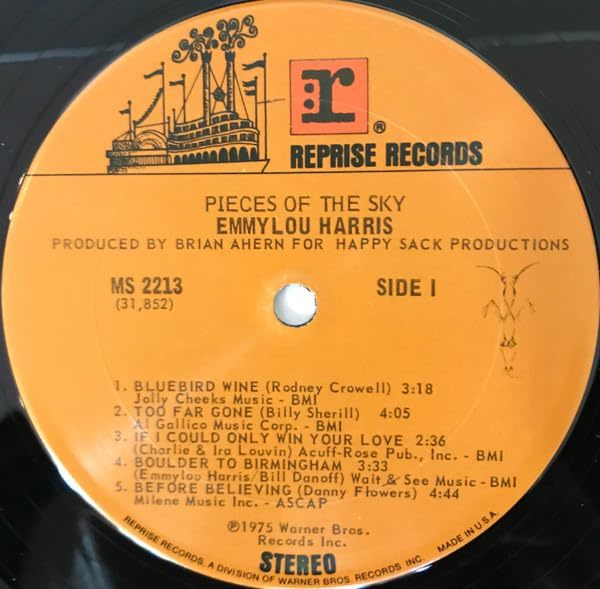 r
®
REPRISE RECORDS
PIECES OF THE SKY
EMMYLOU HARRIS
PRODUCED BY BRIAN AHERN FOR HAPPY SACK PRODUCTIONS
MS 2213
(31,852)
SIDE 1
1. BLUEBIRD WINE (Rodney Crowell) 3:18
Jolly Cheeks Music - BMI
2. TOO FAR GONE (Billy Sherill) 4:05
Al Gallico Music Corp. - BMI
3. IF I COULD ONLY WIN YOUR LOVE 2:36
(Charlie & Ira Louvin) Acuff-Rose Pub., Inc. - BMI
4. BOULDER TO BIRMINGHAM 3:33
(Emmylou Harris/Bill Danoff) Wait & See Music - BMI
5. BEFORE BELIEVING (Danny Flowers) 4:44
Milene Music Inc. - ASCAP
℗1975 Warner Bros.
Records Inc.
STEREO
REPRISE RECORDS, A DIVISION OF WARNER BROS. RECORDS INC. MADE IN U.S.A.